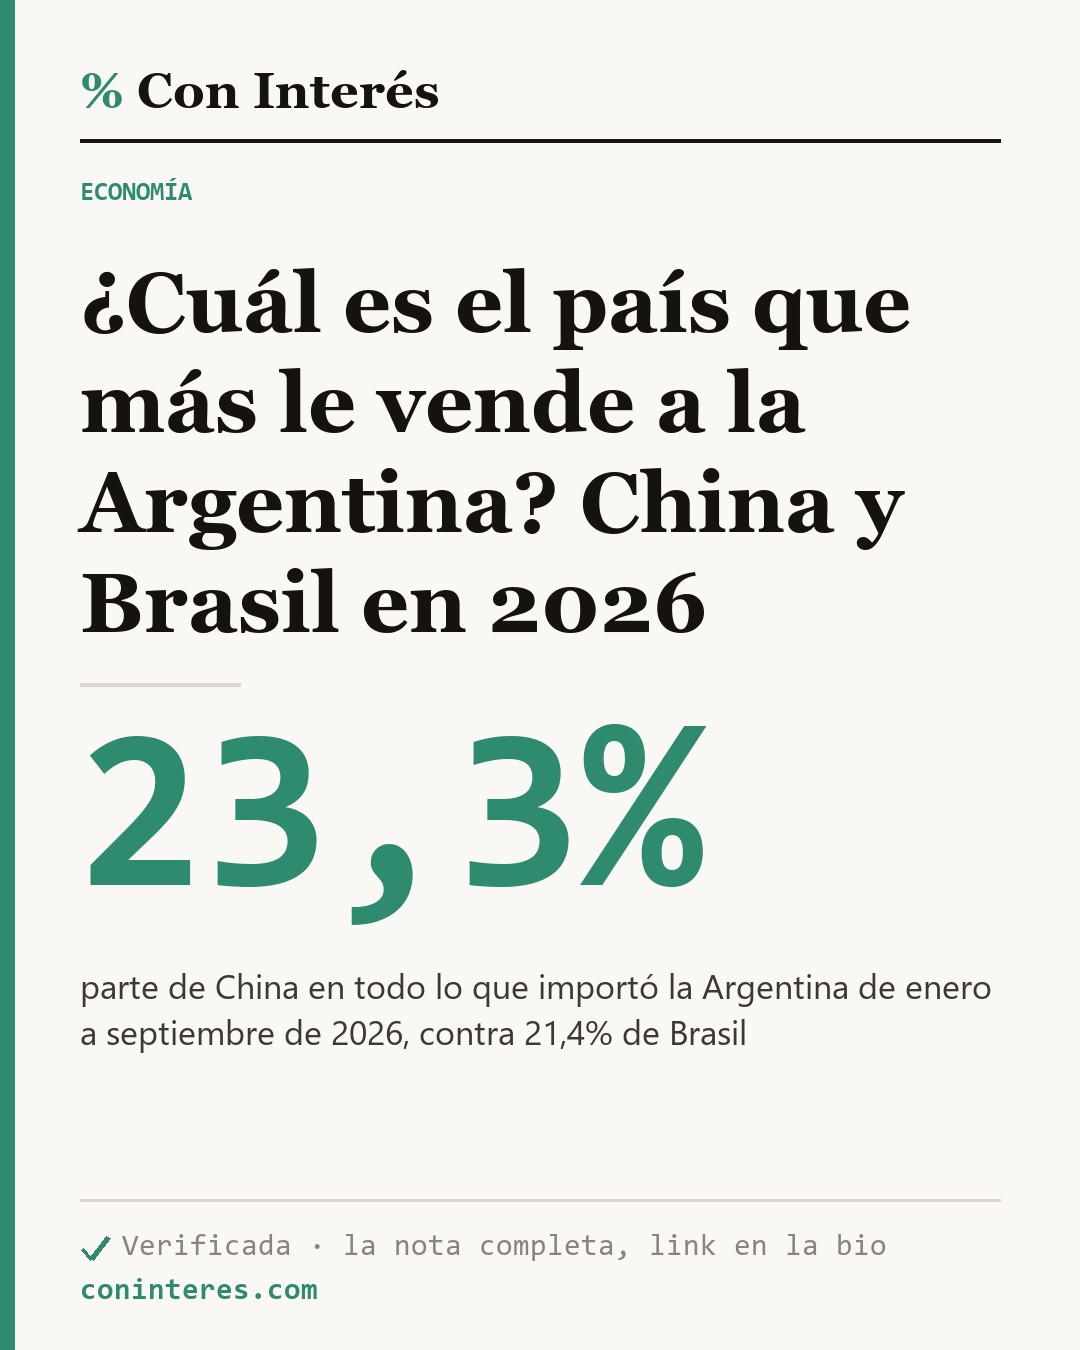 % Con Interés
ECONOMÍA
¿Cuál es el país que
más le vende a la
Argentina? China y
Brasil en 2026
23,3%
parte de China en todo lo que importó la Argentina de enero
a septiembre de 2026, contra 21,4% de Brasil
✓ Verificada · la nota completa, link en la bio
coninteres.com